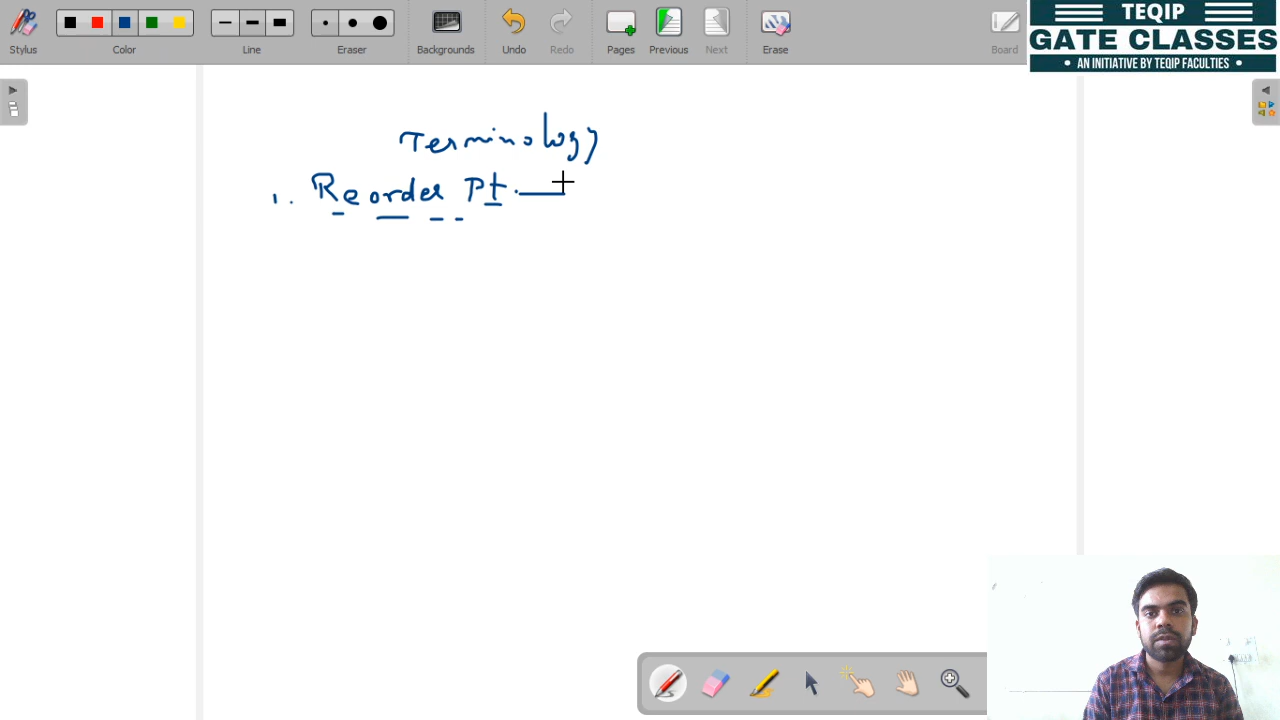 Stylus
Color
Line
Eraser
Backgrounds
Undo
Redo
Pages
Previous
Next
Erase
Board
TEQIP
GATE CLASSES
• AN INITIATIVE BY TEQIP FACULTIES •
Terminology
1. Reorder Pt.